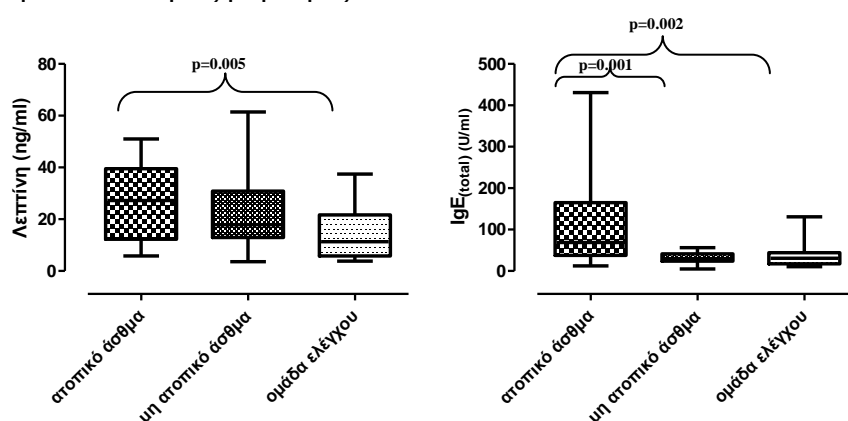 p=0.005
80
60
40
20
0
Λεπτίνη (ng/ml)
ατοπικό άσθμα
μη ατοπικό άσθμα
ομάδα ελέγχου
p=0.002
p=0.001
500
400
300
200
100
0
IgE(total) (U/ml)
ατοπικό άσθμα
μη ατοπικό άσθμα
ομάδα ελέγχου